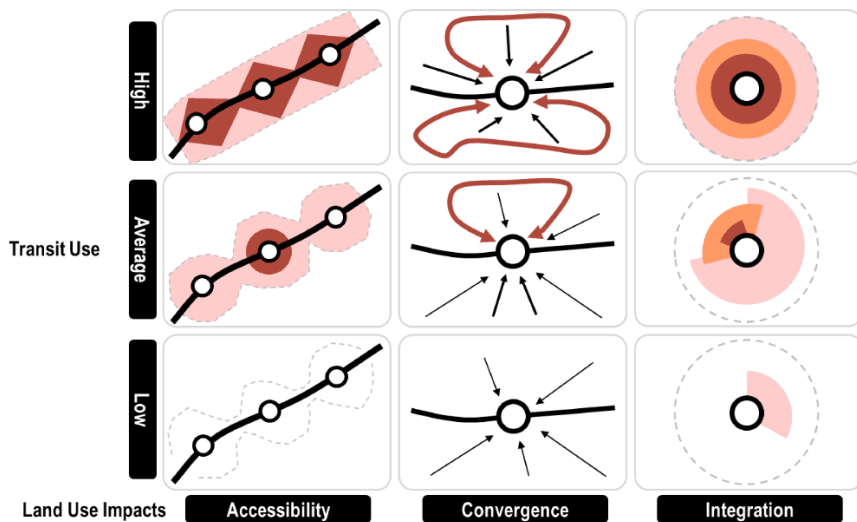 High
Transit Use
Average
Low
Land Use Impacts
Accessibility
Convergence
Integration